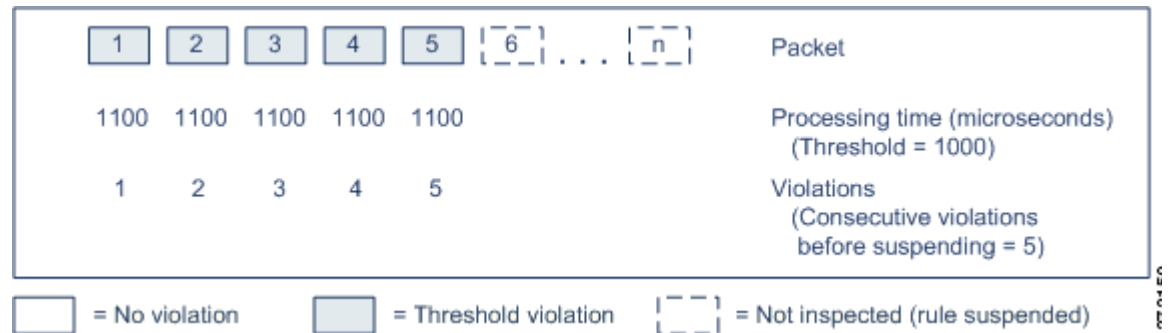 1 2 3 4 5 6 . . . n Packet
1100 1100 1100 1100 1100 Processing time (microseconds)
(Threshold = 1000)
1 2 3 4 5 Violations
(Consecutive violations
before suspending = 5)
= No violation = Threshold violation = Not inspected (rule suspended)